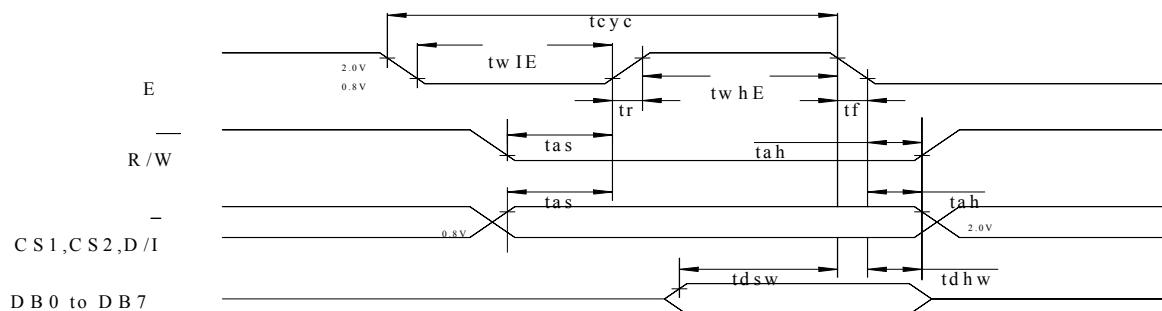 tcyc
twIE
2.0V
0.8V
twhE
E
tr
tf
R/W
tas
tah
tas
tah
0.8V
2.0V
CS1,CS2,D/I
tdsw
tdhw
DB0 to DB7